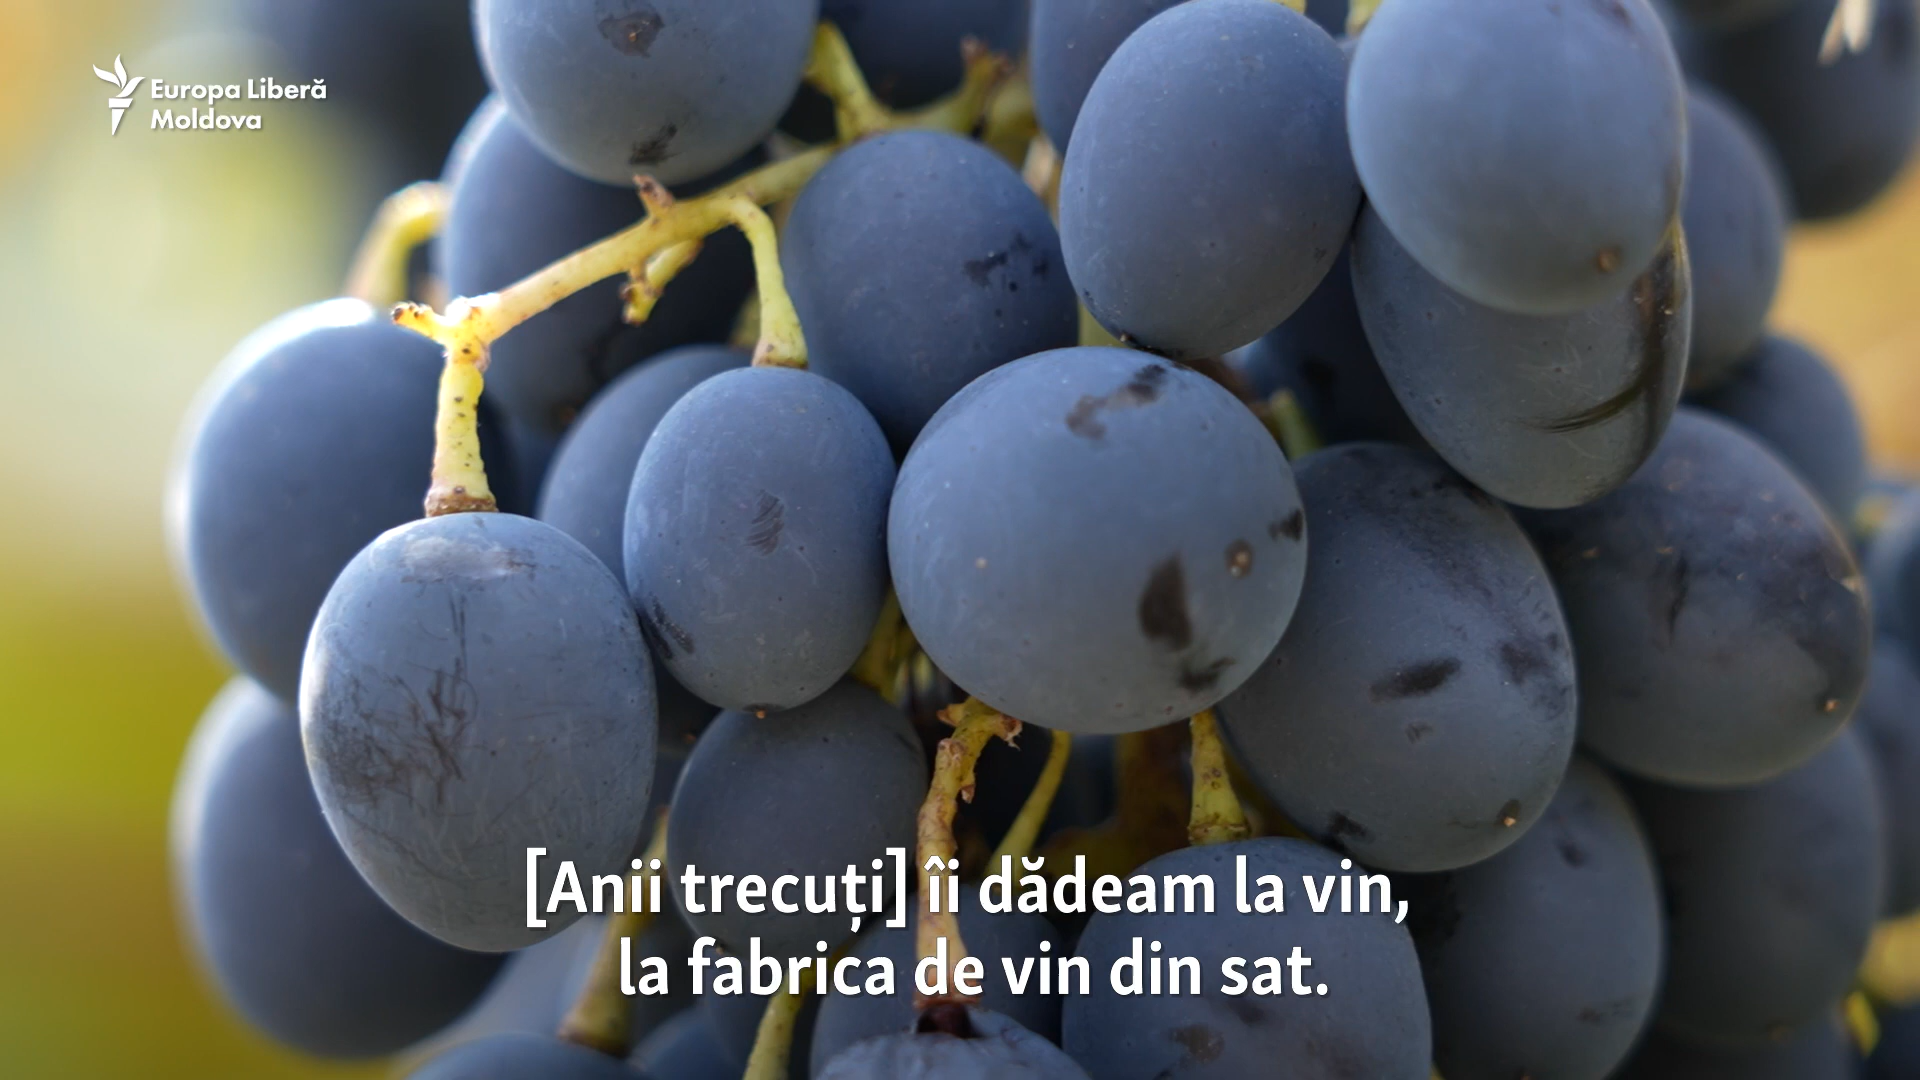 Europa Liberă
Moldova
[Anii trecuți] îi dădeam la vin,
la fabrica de vin din sat.